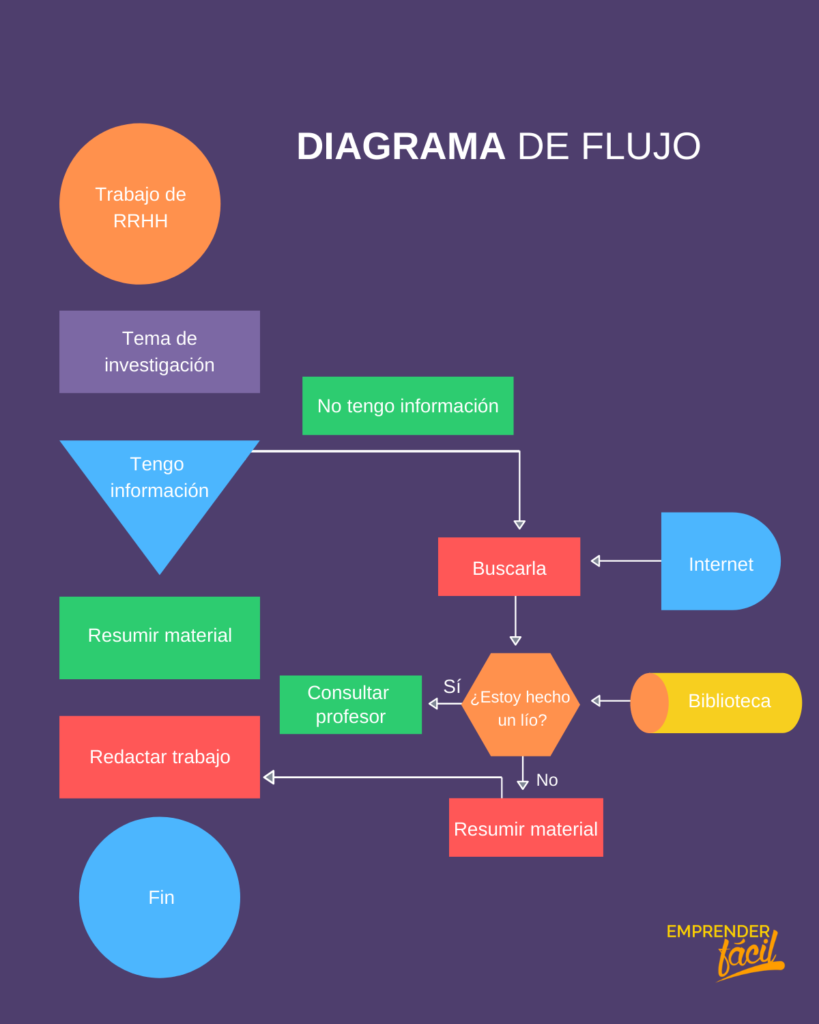 DIAGRAMA DE FLUJO
Trabajo de
RRHH
Tema de
investigación
No tengo información
Tengo
información
Buscarla
Internet
Resumir material
Consultar
profesor
Sí
¿Estoy hecho
un lío?
Biblioteca
Redactar trabajo
No
Resumir material
Fin
EMPRENDER
fácil